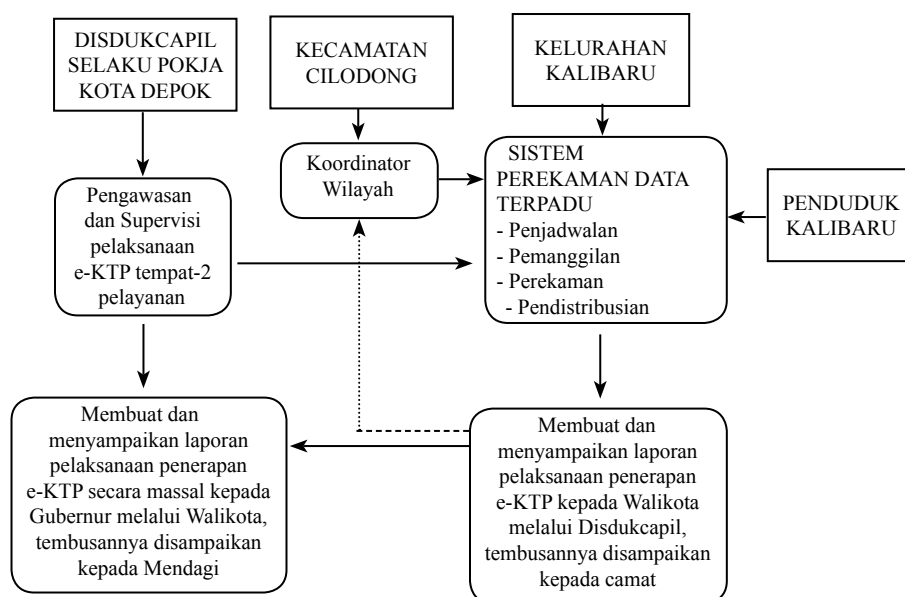 DISDUKCAPIL
SELAKU POKJA
KOTA DEPOK
KECAMATAN
CILODONG
KELURAHAN
KALIBARU
Koordinator
Wilayah
SISTEM
PEREKAMAN DATA
TERPADU
- Penjadwalan
- Pemanggilan
- Perekaman
- Pendistribusian
PENDUDUK
KALIBARU
Pengawasan
dan Supervisi
pelaksanaan
e-KTP tempat-2
pelayanan
Membuat dan
menyampaikan laporan
pelaksanaan penerapan
e-KTP secara massal kepada
Gubernur melalui Walikota,
tembusannya disampaikan
kepada Mendagi
Membuat dan
menyampaikan laporan
pelaksanaan penerapan
e-KTP kepada Walikota
melalui Disdukcapil,
tembusannya disampaikan
kepada camat